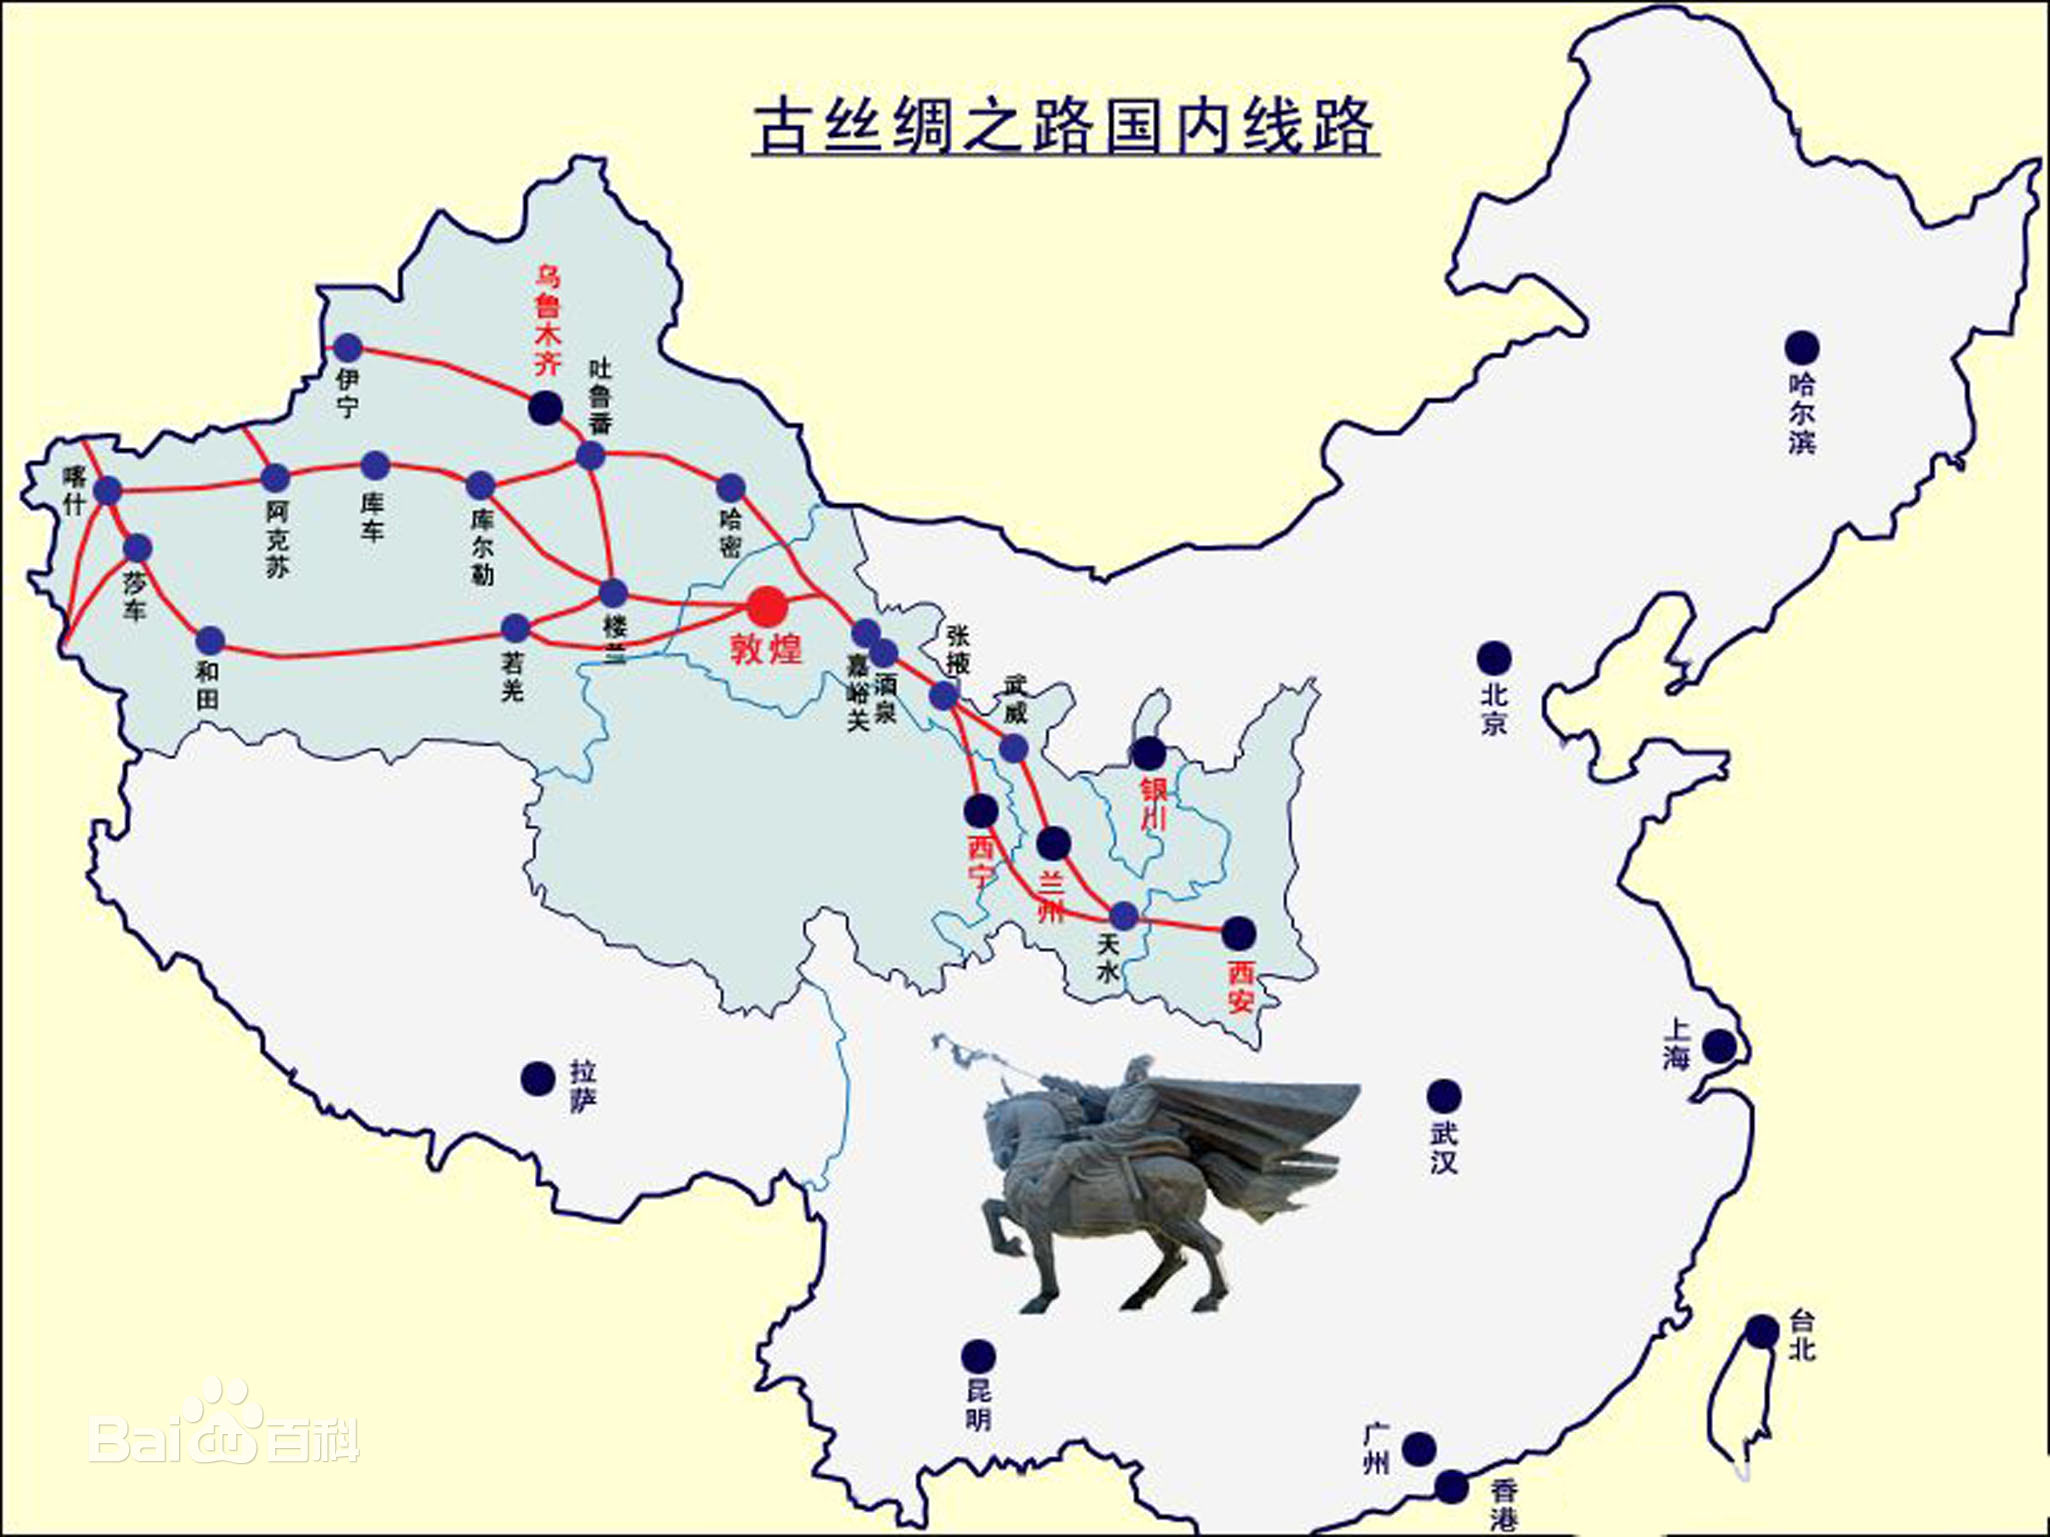 古丝绸之路国内线路
乌鲁木齐
伊宁
吐鲁番
哈尔滨
喀什
阿克苏
库车
库尔勒
哈密
莎车
和田
若羌
楼兰
敦煌
嘉峪关
酒泉
张掖
武威
北京
银川
西宁
兰州
天水
西安
上海
拉萨
武汉
台北
昆明
广州
香港
Bai百科